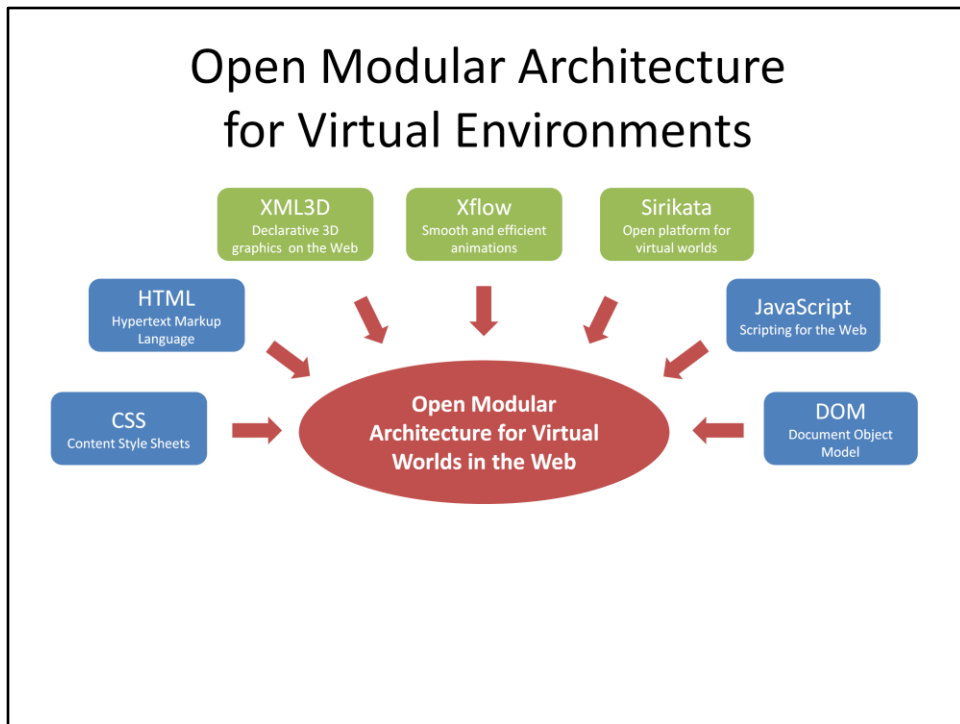 Open Modular Architecture
for Virtual Environments
XML3D
Declarative 3D
graphics on the Web
Xflow
Smooth and efficient
animations
Sirikata
Open platform for
virtual worlds
HTML
Hypertext Markup
Language
JavaScript
Scripting for the Web
CSS
Content Style Sheets
Open Modular
Architecture for Virtual
Worlds in the Web
DOM
Document Object
Model